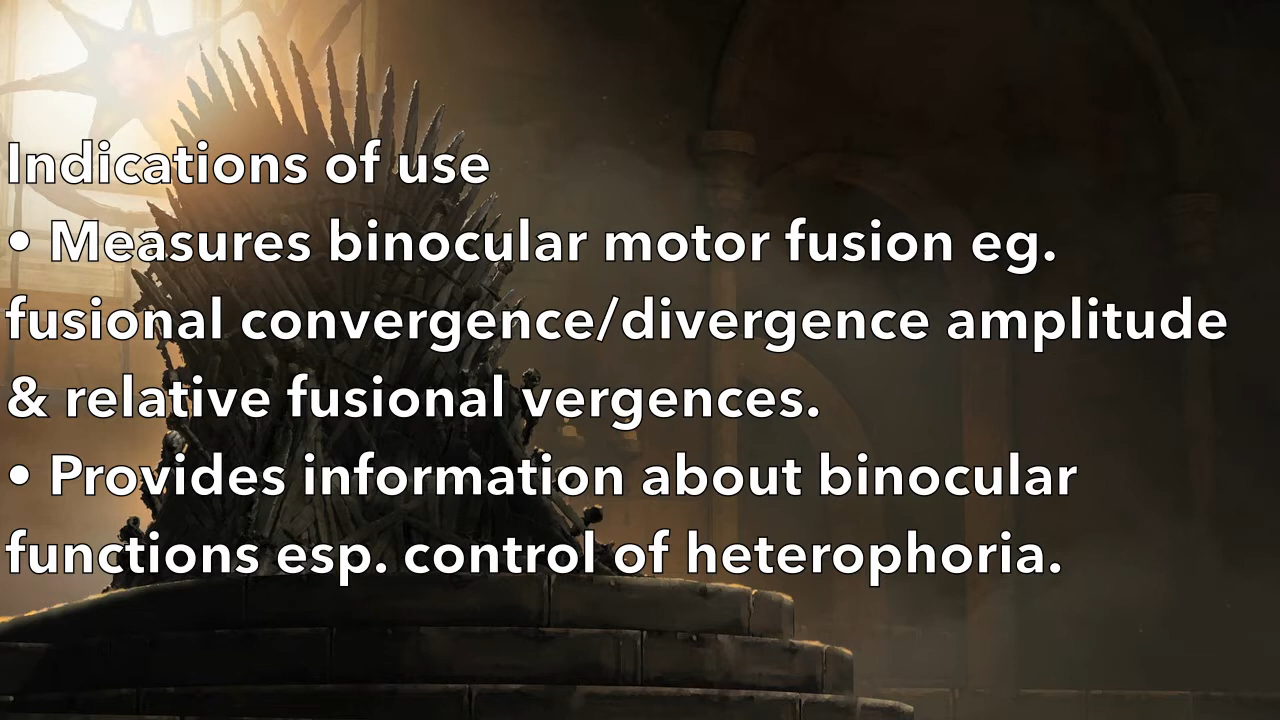 Indications of use
• Measures binocular motor fusion eg.
fusional convergence/divergence amplitude
& relative fusional vergences.
• Provides information about binocular
functions esp. control of heterophoria.